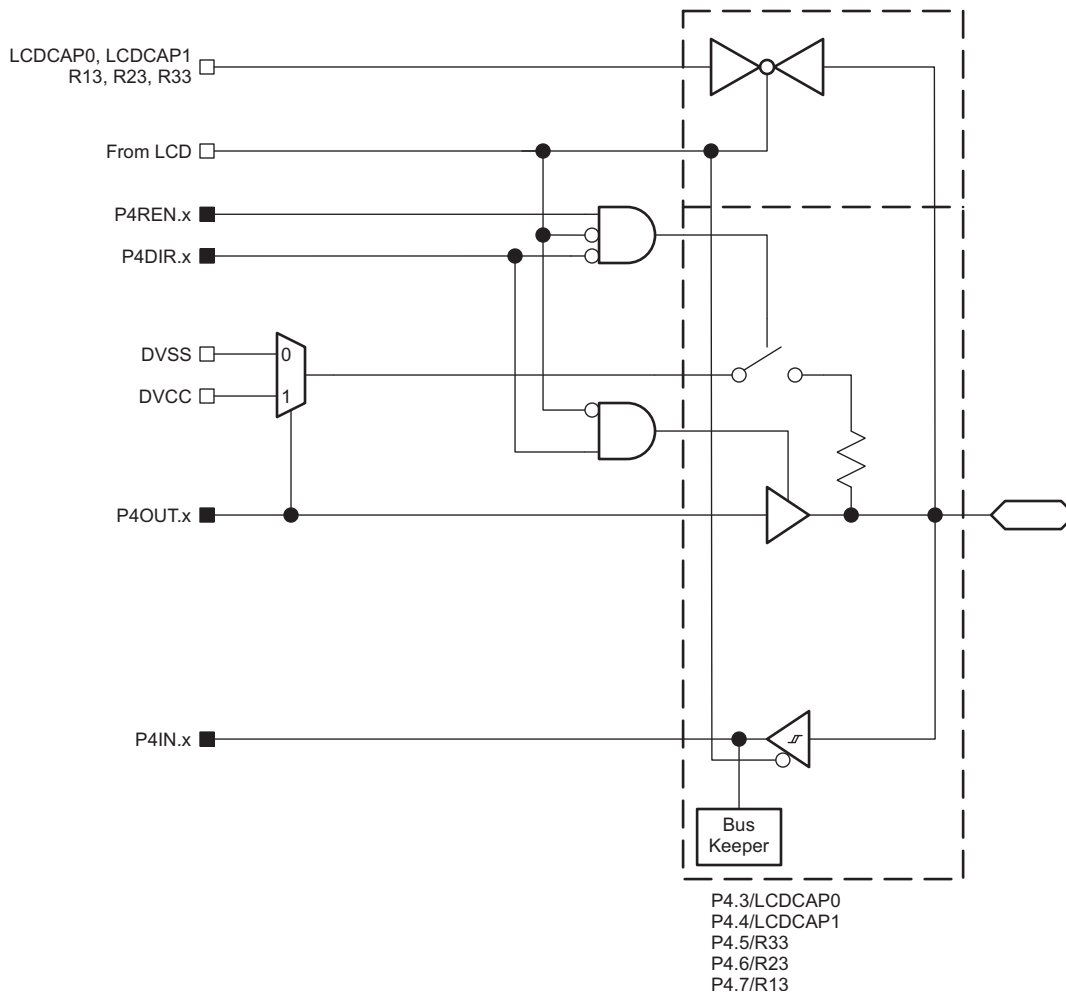 LCDCAP0, LCDCAP1
R13, R23, R33
From LCD
P4REN.x
P4DIR.x
DVSS
0
DVCC
1
P4OUT.x
P4IN.x
Bus
Keeper
P4.3/LCDCAP0
P4.4/LCDCAP1
P4.5/R33
P4.6/R23
P4.7/R13